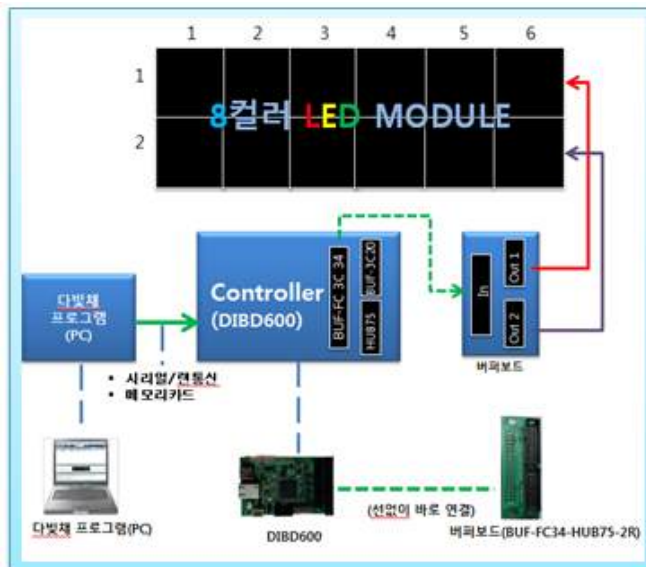 1 2 3 4 5 6
1
2
8컬러 LED MODULE
다빛채
프로그램
(PC)
Controller
(DIBD600)
BUF-FC 3C 34
BUF-3C20
HUB75
In
Out 1
Out 2
버퍼보드
• 시리얼/랜통신
• 메모리카드
다빛채 프로그램(PC)
DIBD600
(선없이 바로 연결)
버퍼보드(BUF-FC34-HUB75-2R)